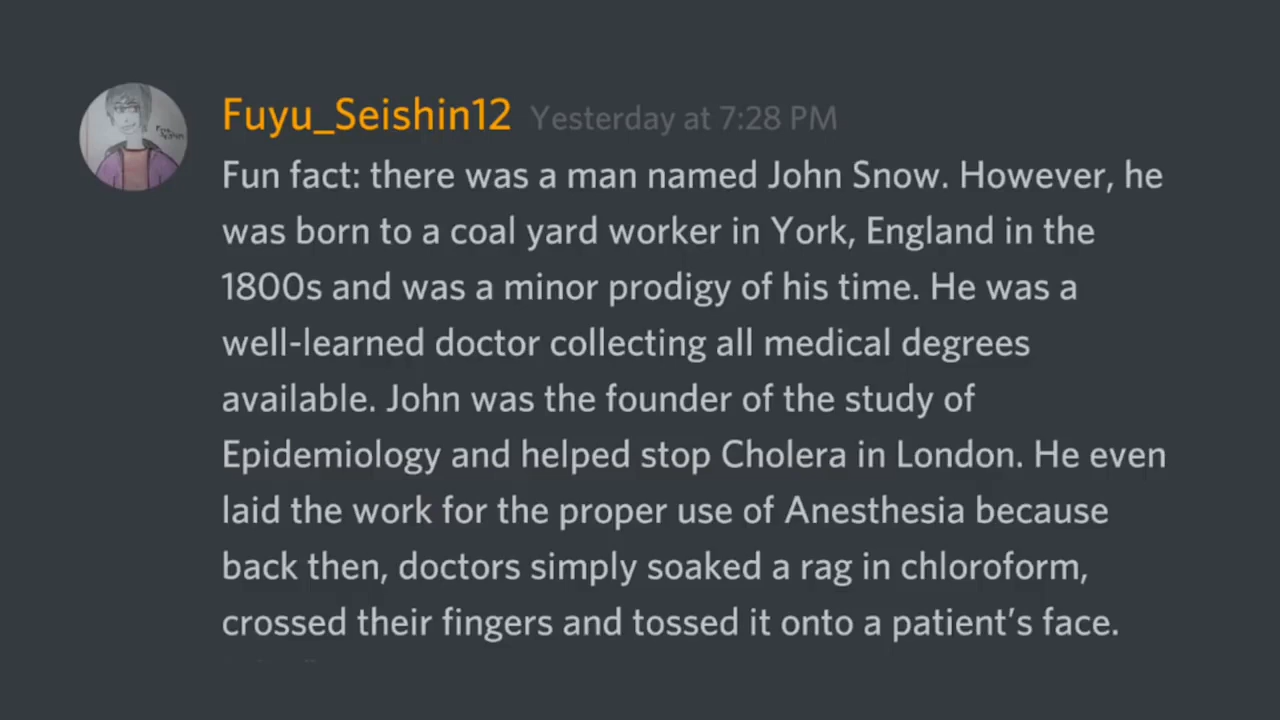 Fuyu_Seishin12 Yesterday at 7:28 PM
Fun fact: there was a man named John Snow. However, he
was born to a coal yard worker in York, England in the
1800s and was a minor prodigy of his time. He was a
well-learned doctor collecting all medical degrees
available. John was the founder of the study of
Epidemiology and helped stop Cholera in London. He even
laid the work for the proper use of Anesthesia because
back then, doctors simply soaked a rag in chloroform,
crossed their fingers and tossed it onto a patient’s face.